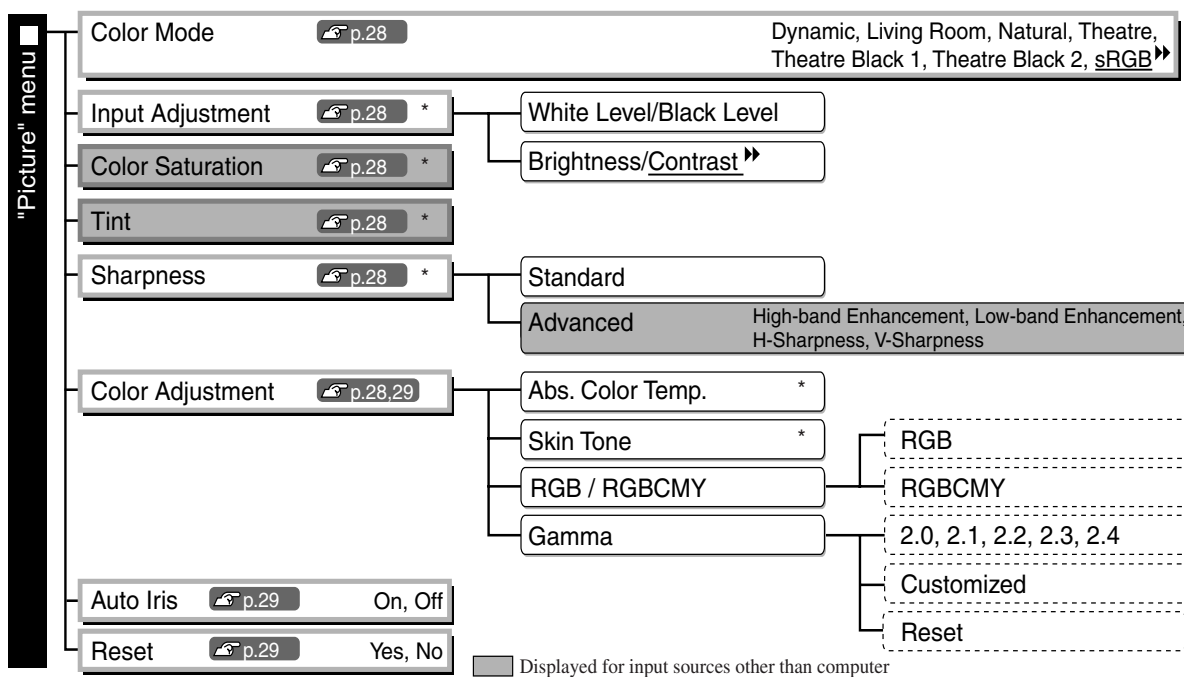 "Picture" menu
Color Mode p.28 Dynamic, Living Room, Natural, Theatre,
Theatre Black 1, Theatre Black 2, sRGB
Input Adjustment p.28 * White Level/Black Level
Brightness/Contrast
Color Saturation p.28 *
Tint p.28 *
Sharpness p.28 * Standard
Advanced High-band Enhancement, Low-band Enhancement,
H-Sharpness, V-Sharpness
Color Adjustment p.28,29 Abs. Color Temp. *
Skin Tone * RGB
RGB / RGBCMY RGBCMY
Gamma 2.0, 2.1, 2.2, 2.3, 2.4
Customized
Auto Iris p.29 On, Off
Reset
Reset p.29 Yes, No
Displayed for input sources other than computer